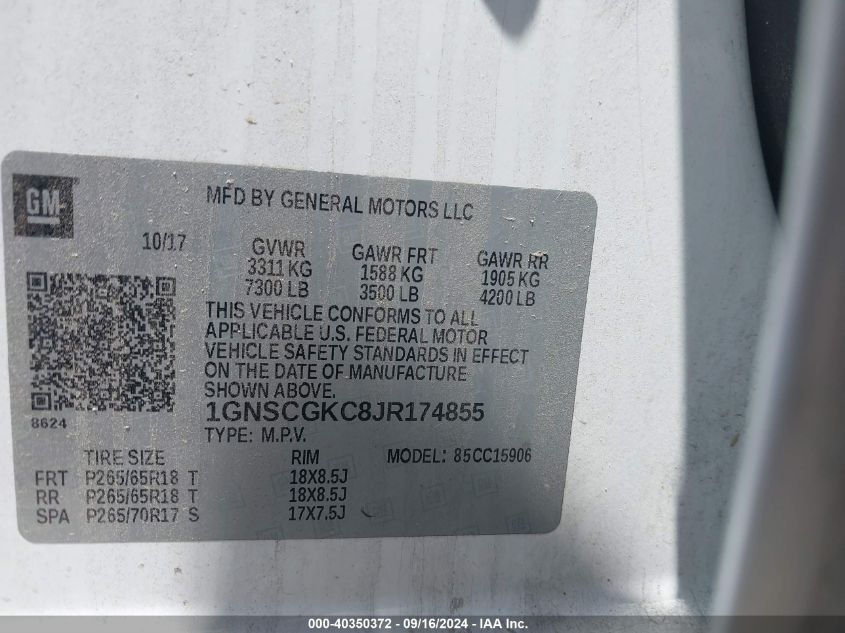 GM
MFD BY GENERAL MOTORS LLC
10/17
GVWR GAWR FRT GAWR RR
3311 KG 1588 KG 1905 KG
7300 LB 3500 LB 4200 LB
THIS VEHICLE CONFORMS TO ALL
APPLICABLE U.S. FEDERAL MOTOR
VEHICLE SAFETY STANDARDS IN EFFECT
ON THE DATE OF MANUFACTURE
SHOWN ABOVE.
8624
1GNSCGKC8JR174855
TYPE: M.P.V.
TIRE SIZE RIM MODEL: 85CC15906
FRT P265/65R18 T 18X8.5J
RR P265/65R18 T 18X8.5J
SPA P265/70R17 S 17X7.5J
000-40350372 - 09/16/2024 - IAAI.COM